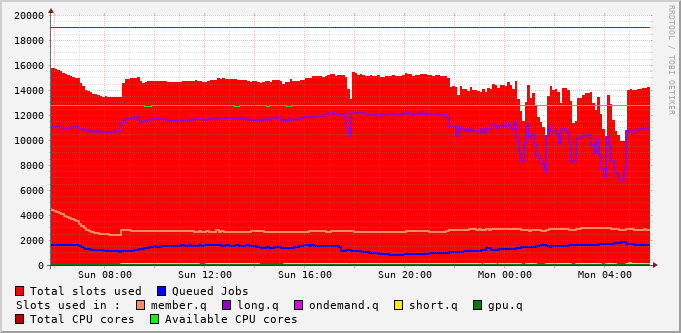 20000
18000
16000
14000
12000
10000
8000
6000
4000
2000
0
Sun 08:00 Sun 12:00 Sun 16:00 Sun 20:00 Mon 00:00 Mon 04:00
Total slots used Queued Jobs
Slots used in : member.q long.q ondemand.q short.q gpu.q
Total CPU cores Available CPU cores
RRDTOOL / TOBI OETIKER